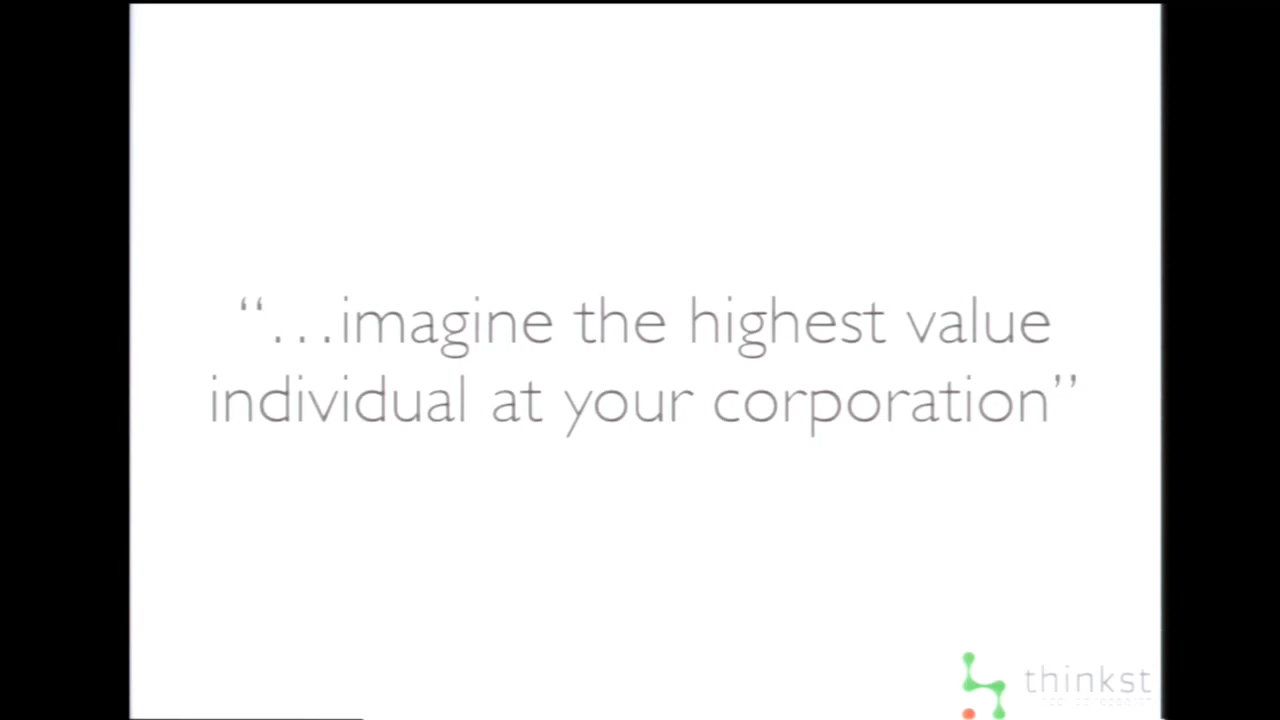 “…imagine the highest value
individual at your corporation”
thinkst